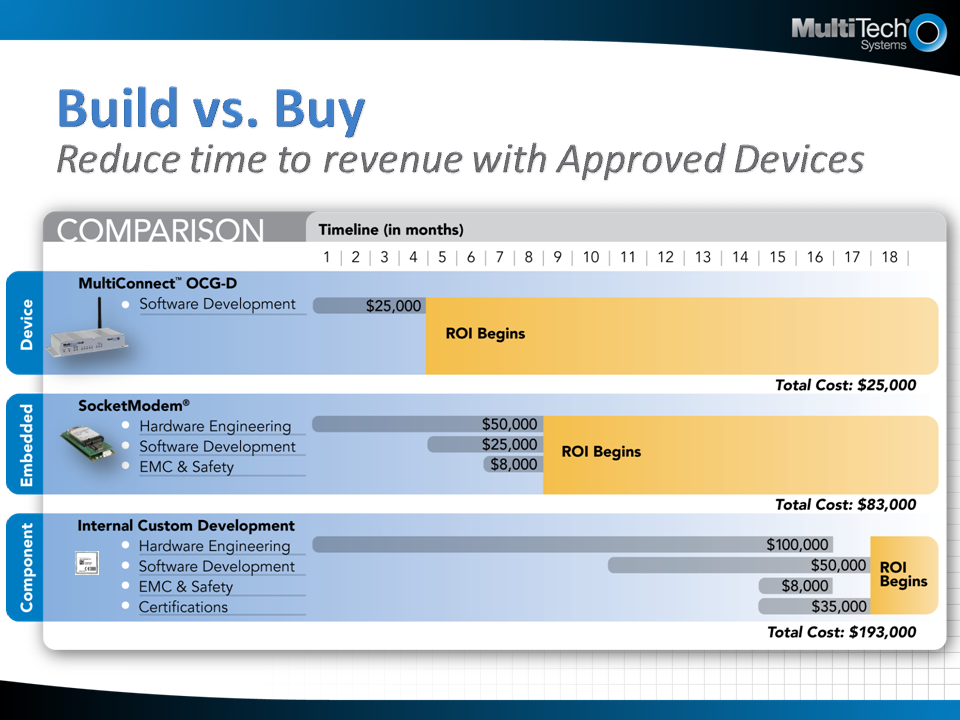 MultiTech®
Systems
Build vs. Buy
Reduce time to revenue with Approved Devices
COMPARISON
Timeline (in months)
1 | 2 | 3 | 4 | 5 | 6 | 7 | 8 | 9 | 10 | 11 | 12 | 13 | 14 | 15 | 16 | 17 | 18 |
Device
MultiConnect™ OCG-D
• Software Development
$25,000
ROI Begins
Total Cost: $25,000
Embedded
SocketModem®
• Hardware Engineering
$50,000
• Software Development
$25,000
• EMC & Safety
$8,000
ROI Begins
Total Cost: $83,000
Component
Internal Custom Development
• Hardware Engineering
$100,000
• Software Development
$50,000
• EMC & Safety
$8,000
• Certifications
$35,000
ROI
Begins
Total Cost: $193,000